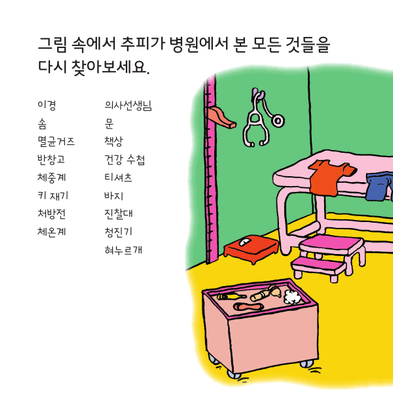 그림 속에서 추피가 병원에서 본 모든 것들을
다시 찾아보세요.
이경
솜
멸균거즈
반창고
체중계
키 재기
처방전
체온계
의사선생님
문
책상
건강 수첩
티셔츠
바지
진찰대
청진기
혀누르개